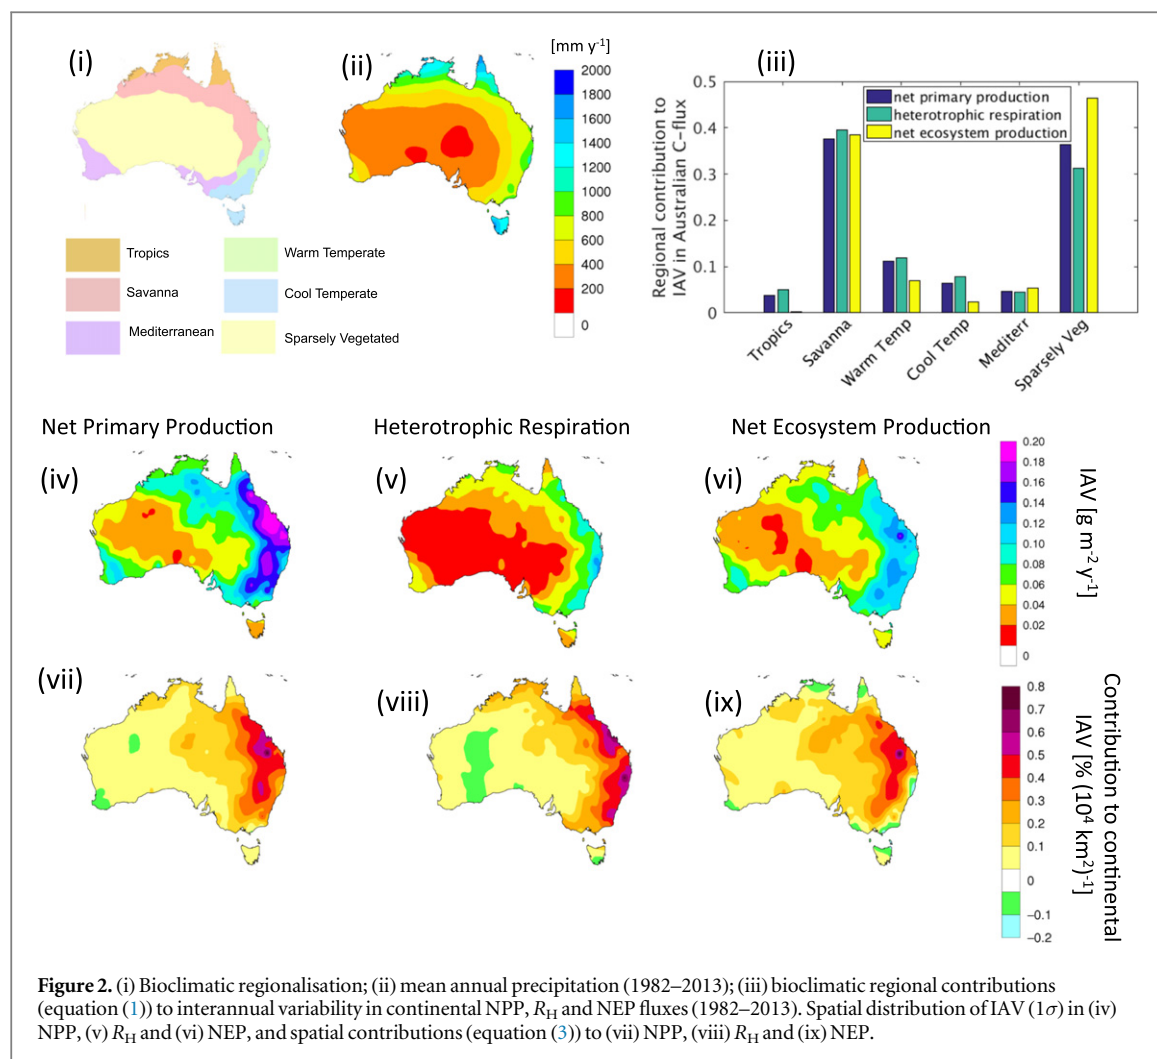 (i)
(ii)
[mm y-1]
2000
1800
1600
1400
1200
1000
800
600
400
200
0
Tropics
Savanna
Mediterranean
Warm Temperate
Cool Temperate
Sparsely Vegetated
(iii)
Regional contribution to
IAV in Australian C-flux
0.5
0.4
0.3
0.2
0.1
0
net primary production
heterotrophic respiration
net ecosystem production
Tropics
Savanna
Warm Temp
Cool Temp
Mediterr
Sparsely Veg
Net Primary Production
Heterotrophic Respiration
Net Ecosystem Production
(iv)
(v)
(vi)
0.20
0.18
0.16
0.14
0.12
0.10
0.08
0.06
0.04
0.02
0
IAV [g m-2 y-1]
(vii)
(viii)
(ix)
0.8
0.7
0.6
0.5
0.4
0.3
0.2
0.1
0
−0.1
−0.2
Contribution to continental
IAV [% (10⁴ km²)-1]
Figure 2. (i) Bioclimatic regionalisation; (ii) mean annual precipitation (1982–2013); (iii) bioclimatic regional contributions
(equation (1)) to interannual variability in continental NPP, RH and NEP fluxes (1982–2013). Spatial distribution of IAV (1σ) in (iv)
NPP, (v) RH and (vi) NEP, and spatial contributions (equation (3)) to (vii) NPP, (viii) RH and (ix) NEP.